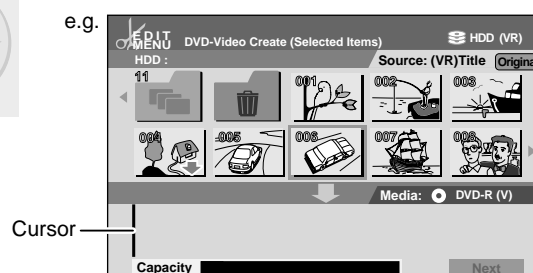 e.g.
EDIT MENU DVD-Video Create (Selected Items) HDD (VR)
HDD : Source: (VR)Title Origina
11 001 002 003
004 005 006 007 008
Media: DVD-R (V)
Cursor
Capacity Next